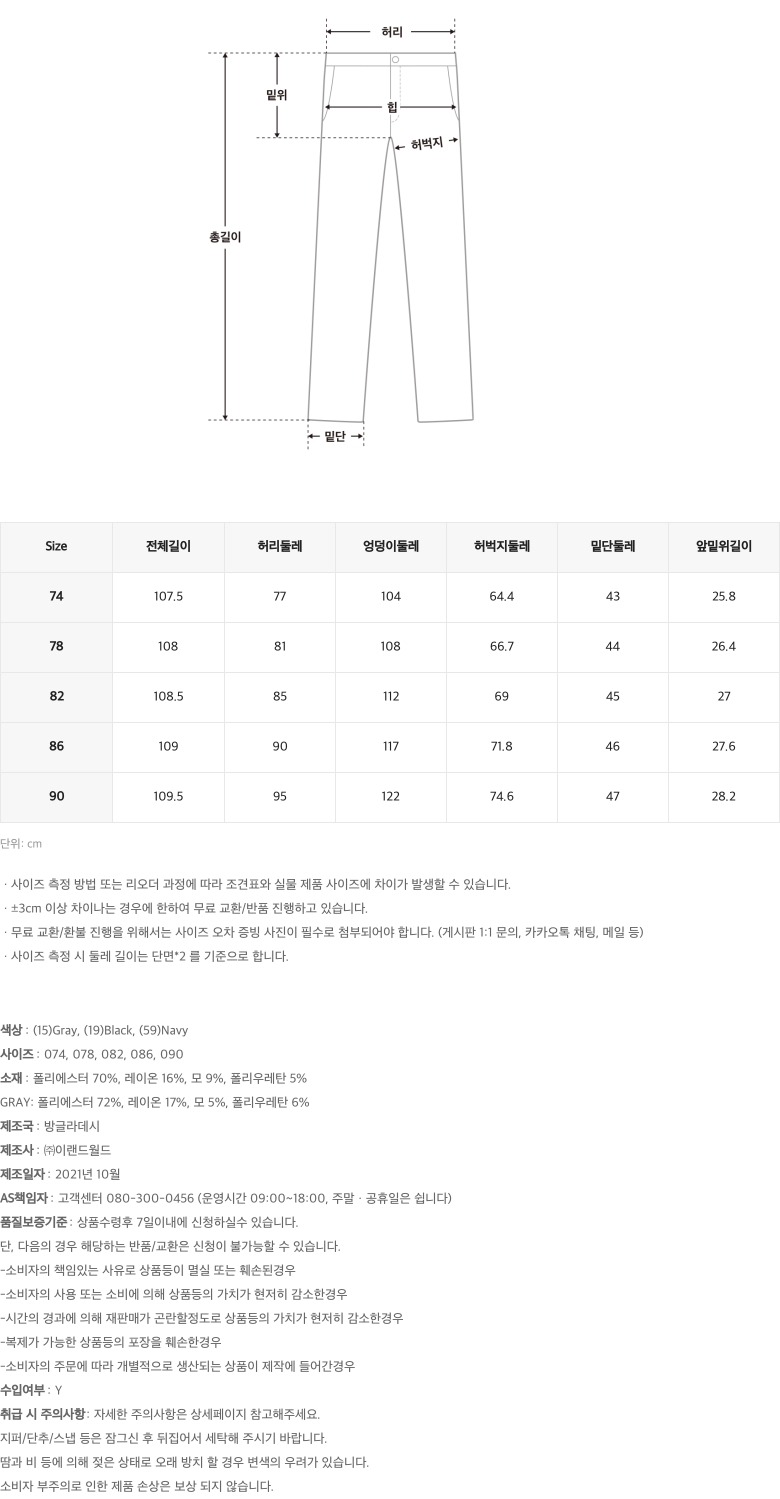 허리
밑위
힙
허벅지
총길이
밑단
Size 전체길이 허리둘레 엉덩이둘레 허벅지둘레 밑단둘레 앞밑위길이
74 107.5 77 104 64.4 43 25.8
78 108 81 108 66.7 44 26.4
82 108.5 85 112 69 45 27
86 109 90 117 71.8 46 27.6
90 109.5 95 122 74.6 47 28.2
단위: cm
· 사이즈 측정 방법 또는 리오더 과정에 따라 조견표와 실물 제품 사이즈에 차이가 발생할 수 있습니다.
· ±3cm 이상 차이나는 경우에 한하여 무료 교환/반품 진행하고 있습니다.
· 무료 교환/환불 진행을 위해서는 사이즈 오차 증빙 사진이 필수로 첨부되어야 합니다. (게시판 1:1 문의, 카카오톡 채팅, 메일 등)
· 사이즈 측정 시 둘레 길이는 단면*2 를 기준으로 합니다.
색상 : (15)Gray, (19)Black, (59)Navy
사이즈 : 074, 078, 082, 086, 090
소재 : 폴리에스터 70%, 레이온 16%, 모 9%, 폴리우레탄 5%
GRAY: 폴리에스터 72%, 레이온 17%, 모 5%, 폴리우레탄 6%
제조국 : 방글라데시
제조사 : ㈜이랜드월드
제조일자 : 2021년 10월
AS책임자 : 고객센터 080-300-0456 (운영시간 09:00~18:00, 주말 · 공휴일은 쉽니다)
품질보증기준 : 상품수령후 7일이내에 신청하실수 있습니다.
단, 다음의 경우 해당하는 반품/교환은 신청이 불가능할 수 있습니다.
-소비자의 책임있는 사유로 상품등이 멸실 또는 훼손된경우
-소비자의 사용 또는 소비에 의해 상품등의 가치가 현저히 감소한경우
-시간의 경과에 의해 재판매가 곤란할정도로 상품등의 가치가 현저히 감소한경우
-복제가 가능한 상품등의 포장을 훼손한경우
-소비자의 주문에 따라 개별적으로 생산되는 상품이 제작에 들어간경우
수입여부 : Y
취급 시 주의사항 : 자세한 주의사항은 상세페이지 참고해주세요.
지퍼/단추/스냅 등은 잠그신 후 뒤집어서 세탁해 주시기 바랍니다.
땀과 비 등에 의해 젖은 상태로 오래 방치 할 경우 변색의 우려가 있습니다.
소비자 부주의로 인한 제품 손상은 보상 되지 않습니다.